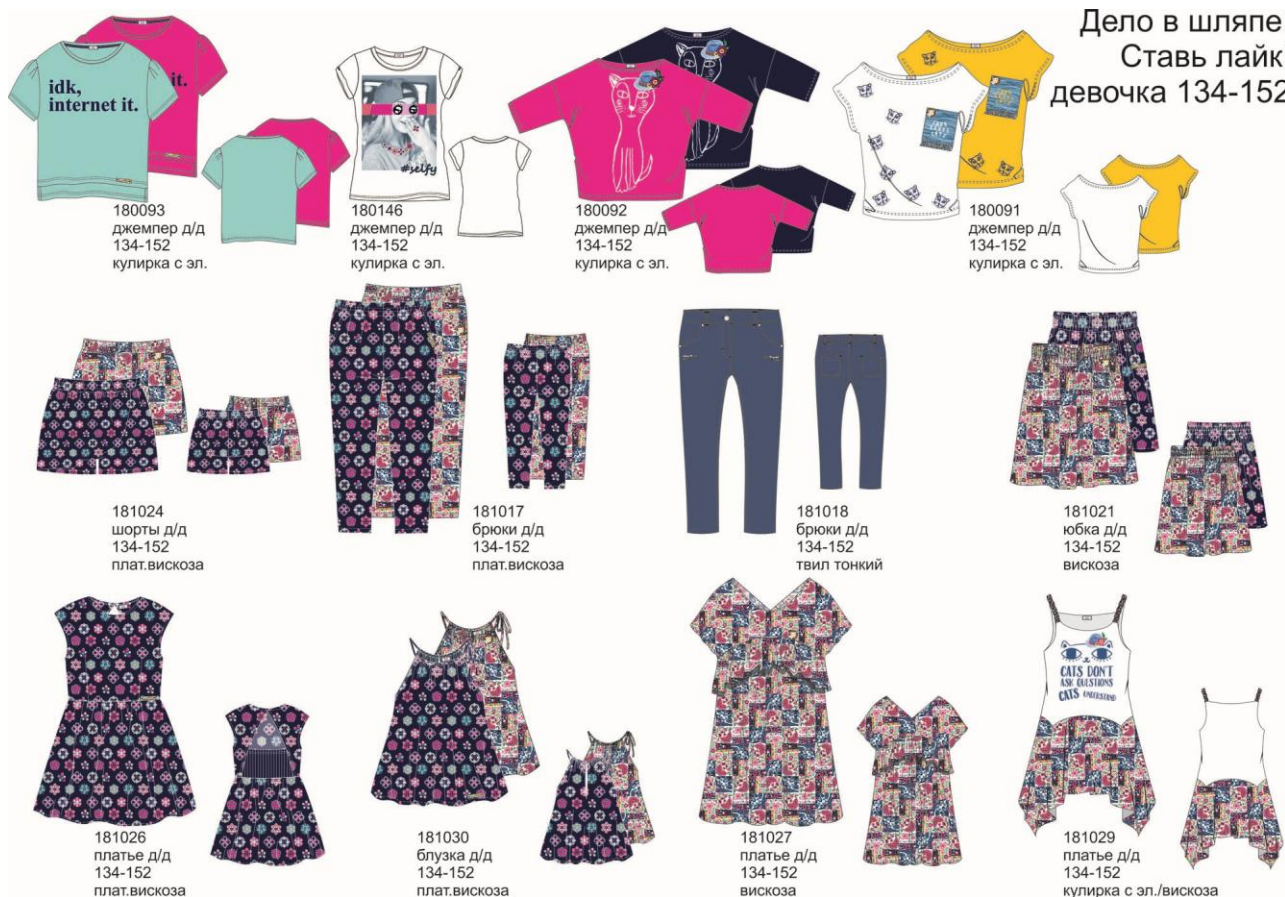 Дело в шляпе
Ставь лайк
девочка 134-152
idk,
internet it.
it.
180093
джемпер д/д
134-152
кулирка с эл.
#selfy
180146
джемпер д/д
134-152
кулирка с эл.
180092
джемпер д/д
134-152
кулирка с эл.
180091
джемпер д/д
134-152
кулирка с эл.
181024
шорты д/д
134-152
плат.вискоза
181017
брюки д/д
134-152
плат.вискоза
181018
брюки д/д
134-152
твил тонкий
181021
юбка д/д
134-152
вискоза
181026
платье д/д
134-152
плат.вискоза
181030
блузка д/д
134-152
плат.вискоза
181027
платье д/д
134-152
вискоза
CATS DON'T
ASK QUESTIONS
CATS UNDERSTAND
181029
платье д/д
134-152
кулирка с эл./вискоза